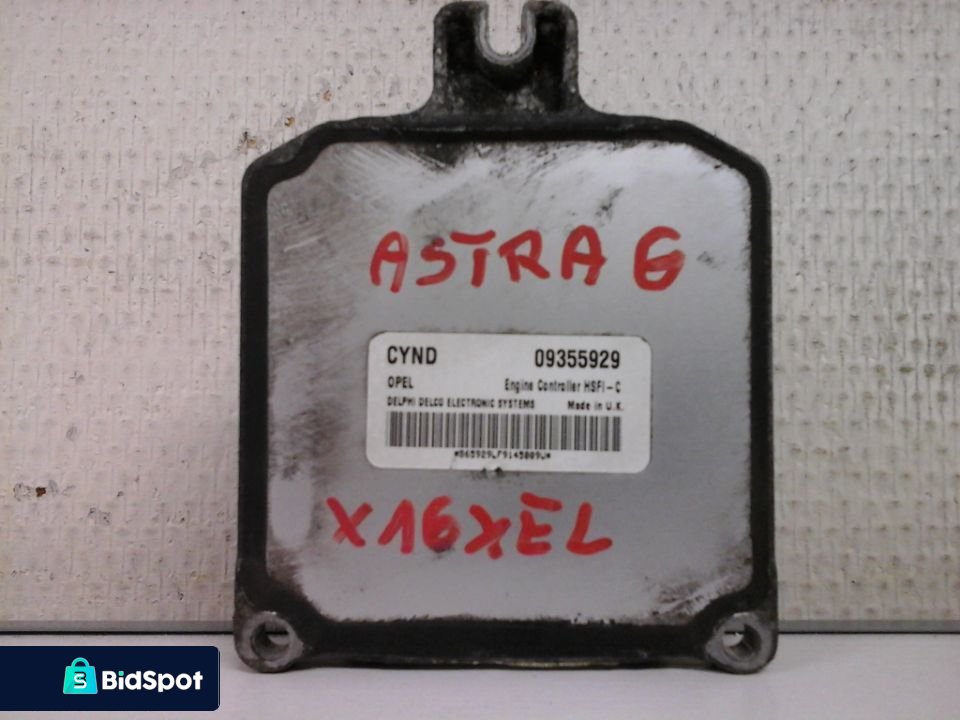 ASTRA G
CYND 09355929
OPEL Engine Controller HSFI-C
DELPHI DELCO ELECTRONIC SYSTEMS Made in U.K.
X16XEL
BidSpot